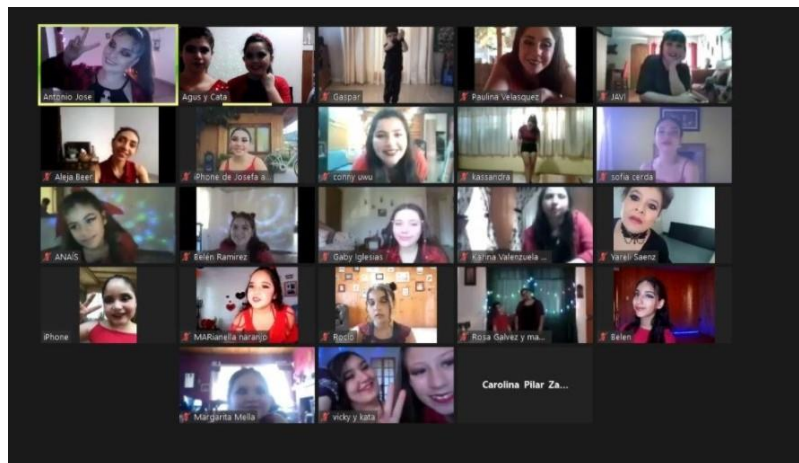 Antonio Jose
Agus y Cata
Gaspar
Paulina Velasquez
JAVI
Aleja Beer
iPhone de Josefa a...
conny uwu
kassandra
sofia cerda
ANAÍS
Belén Ramirez
Gaby Iglesias
Karina Valenzuela ...
Yareli Saenz
iPhone
MARianella naranjo
Rocío
Rosa Galvez y ma...
Belen
Margarita Mella
vicky y kata
Carolina Pilar Za...